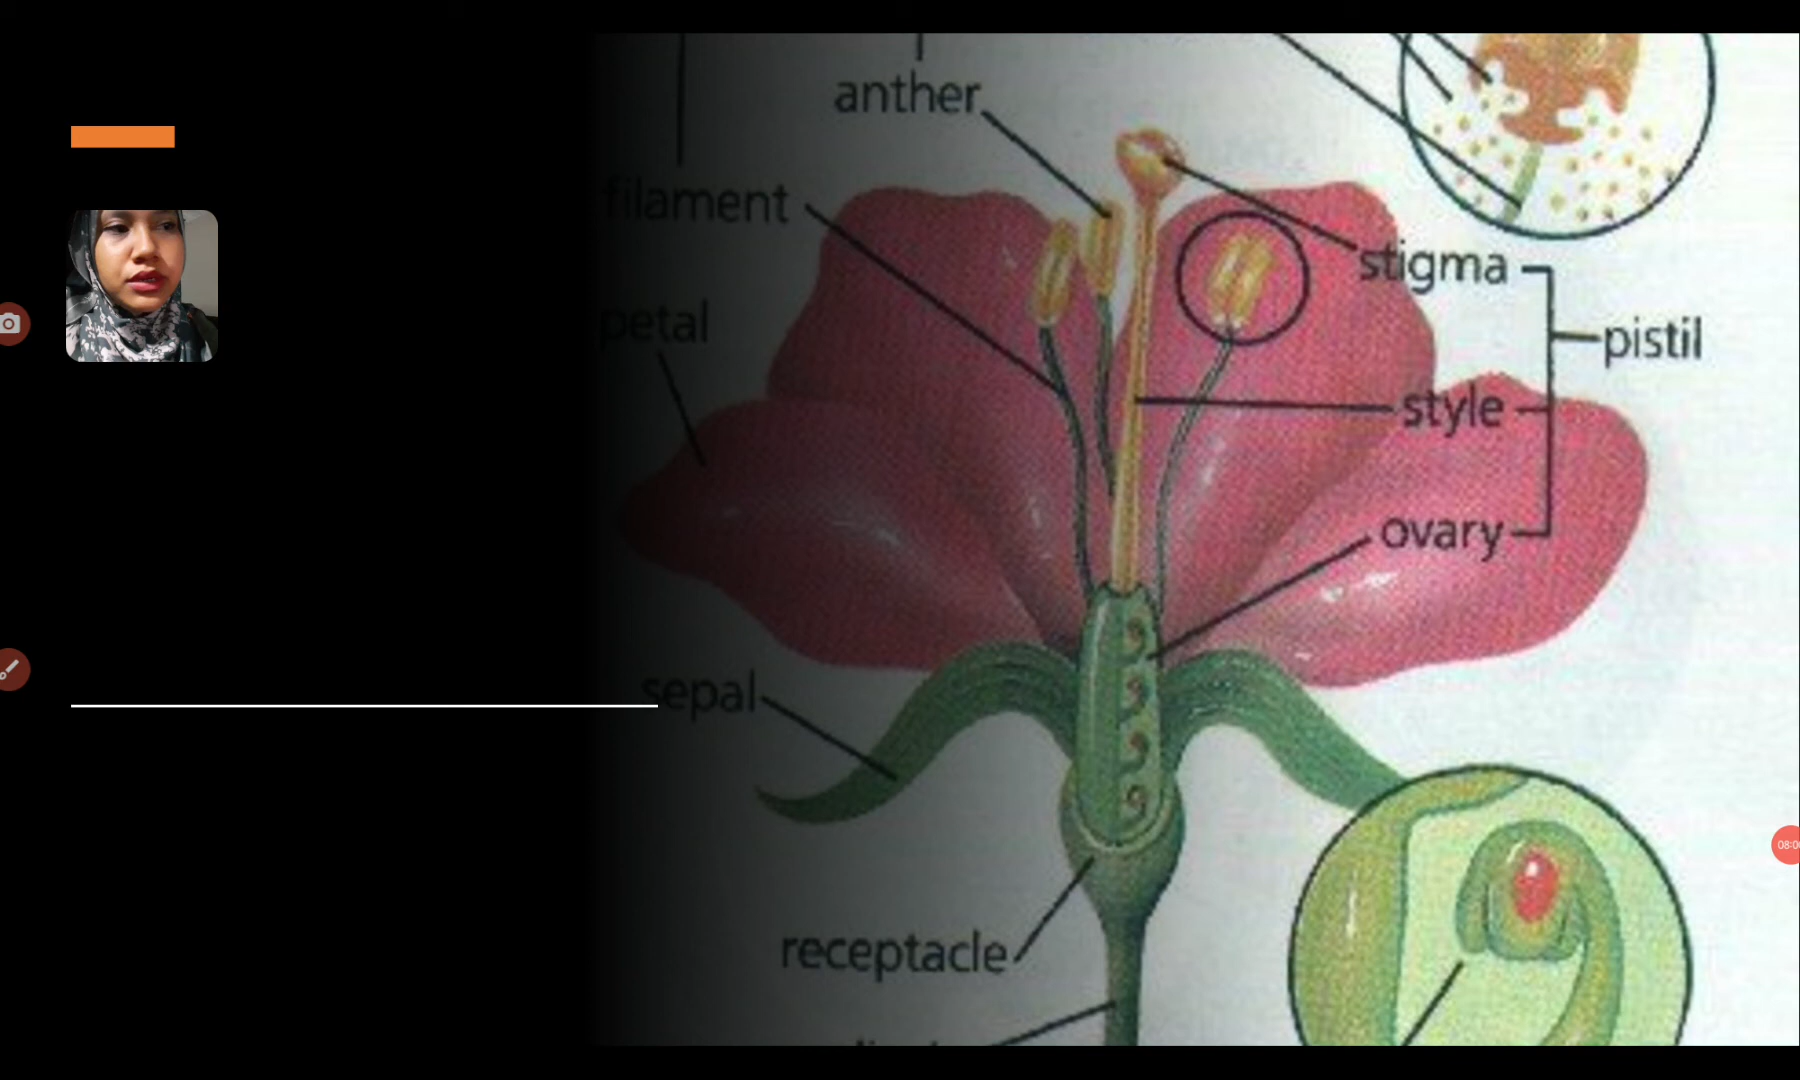 anther
filament
stigma
petal
pistil
style
ovary
sepal
receptacle